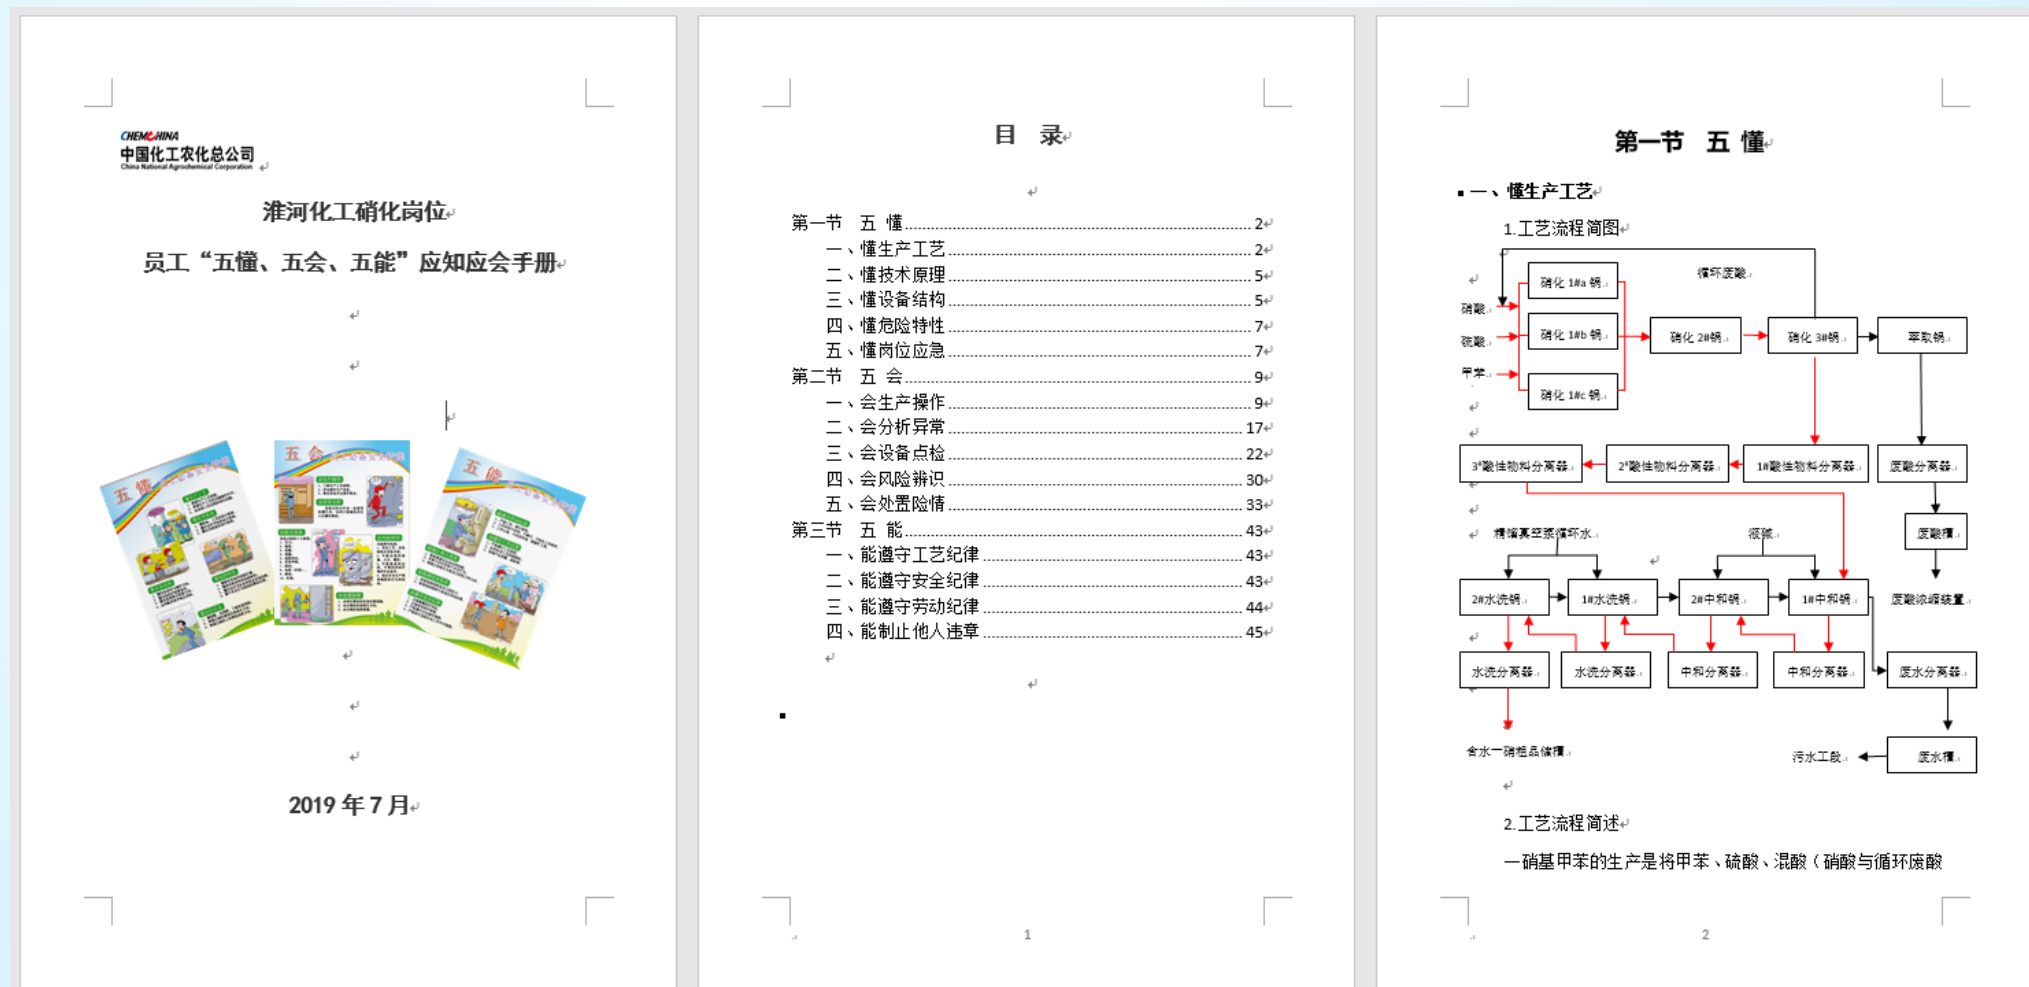 CHEMCHINA
中国化工农化总公司
China National Agrochemical Corporation
淮河化工硝化岗位
员工“五懂、五会、五能”应知应会手册
五 懂
五 会
五 能
2019 年 7 月
目 录
第一节 五 懂 2
一、懂生产工艺 2
二、懂技术原理 5
三、懂设备结构 5
四、懂危险特性 7
五、懂岗位应急 7
第二节 五 会 9
一、会生产操作 9
二、会分析异常 17
三、会设备点检 22
四、会风险辨识 30
五、会处置险情 33
第三节 五 能 43
一、能遵守工艺纪律 43
二、能遵守安全纪律 43
三、能遵守劳动纪律 44
四、能制止他人违章 45
1
第一节 五 懂
一、懂生产工艺
1.工艺流程简图
循环废酸
硝化 1#a 锅
硝酸
硝化 1#b 锅
硝化 2#锅
硝化 3#锅
萃取锅
硫酸
甲苯
硝化 1#c 锅
3#酸性物料分离器
2#酸性物料分离器
1#酸性物料分离器
废酸分离器
精馏真空泵循环水
液碱
废酸槽
2#水洗锅
1#水洗锅
2#中和锅
1#中和锅
废酸浓缩装置
水洗分离器
水洗分离器
中和分离器
中和分离器
废水分离器
含水一硝粗品储槽
污水工段
废水槽
2.工艺流程简述
一硝基甲苯的生产是将甲苯、硫酸、混酸（硝酸与循环废酸
2